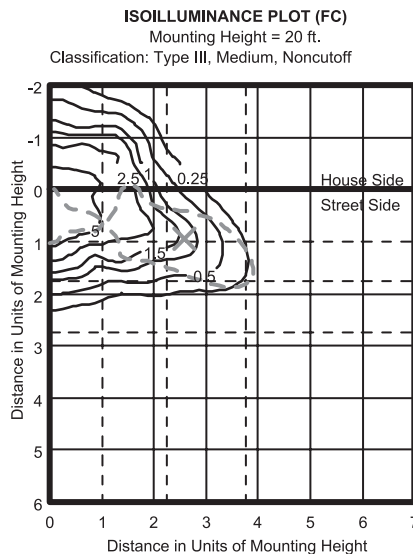 ISOILLUMINANCE PLOT (FC)
Mounting Height = 20 ft.
Classification: Type III, Medium, Noncutoff
Distance in Units of Mounting Height
-2
-1
0
1
2
3
4
5
6
2.5 1 0.25
House Side
Street Side
5
1.5
0.5
0 1 2 3 4 5 6 7
Distance in Units of Mounting Height